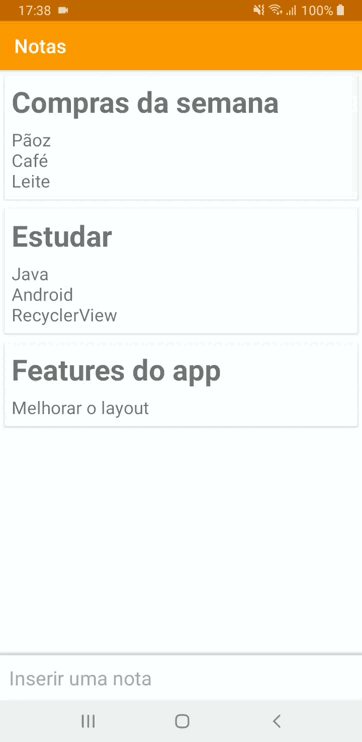 17:38
100%
Notas
Compras da semana
Pãoz
Café
Leite
Estudar
Java
Android
RecyclerView
Features do app
Melhorar o layout
Inserir uma nota